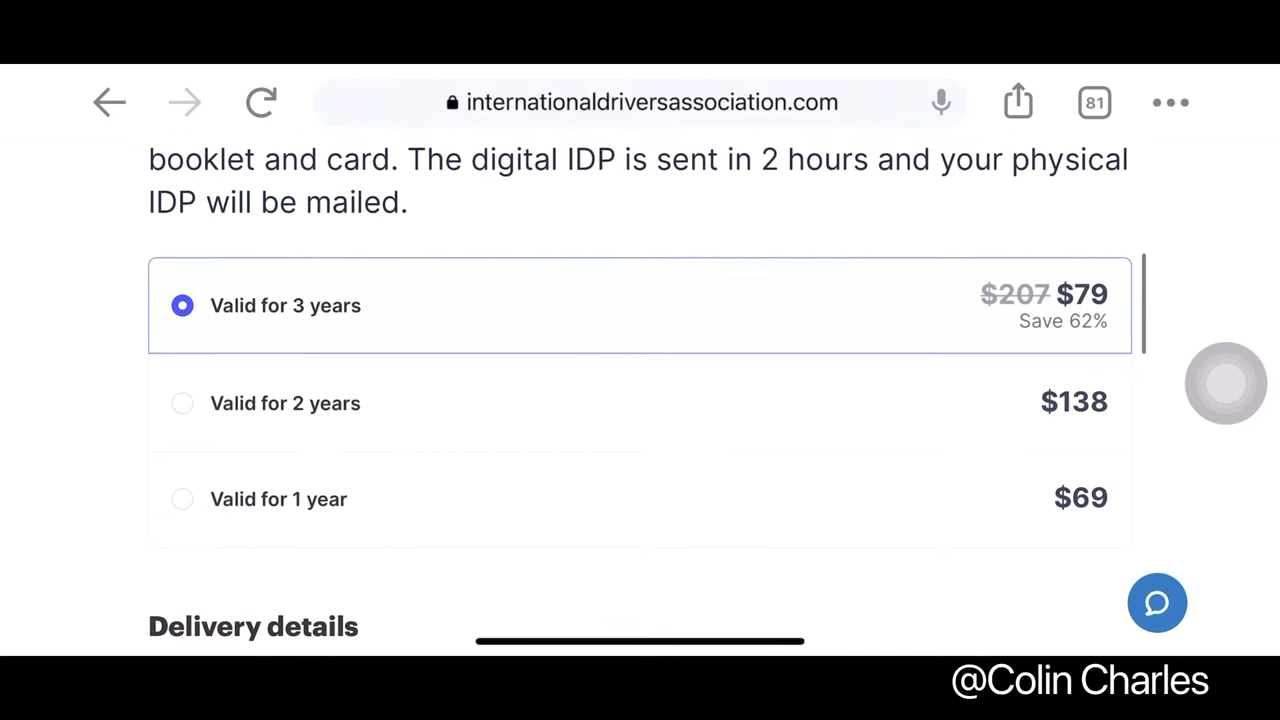 internationaldriversassociation.com
81
booklet and card. The digital IDP is sent in 2 hours and your physical
IDP will be mailed.
Valid for 3 years
$207 $79
Save 62%
Valid for 2 years
$138
Valid for 1 year
$69
Delivery details
@Colin Charles